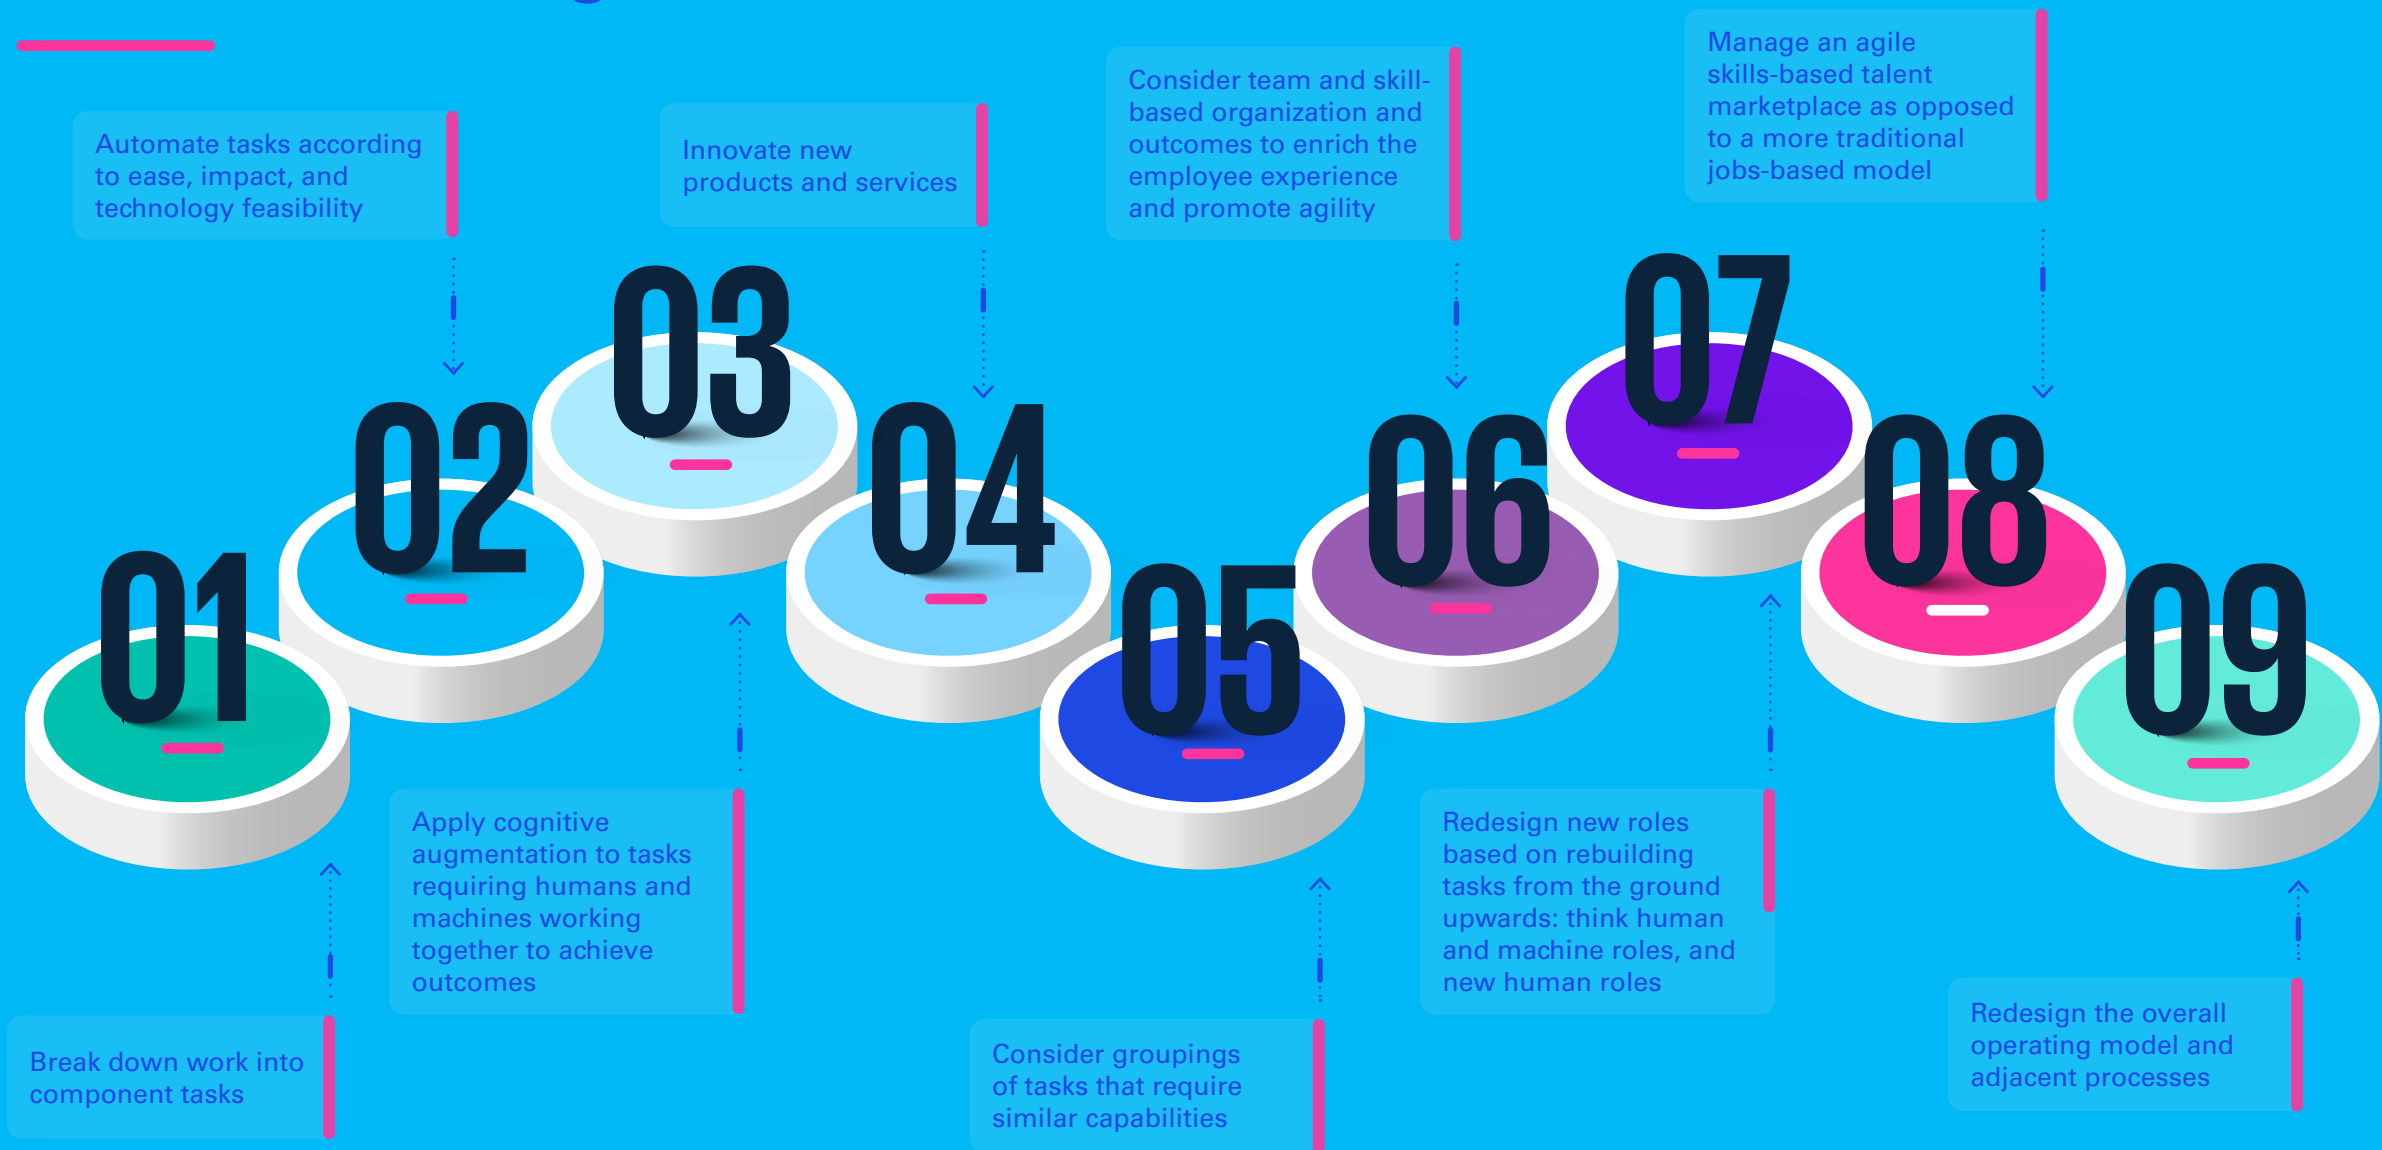 01
Break down work into
component tasks
02
Automate tasks according
to ease, impact, and
technology feasibility
03
Apply cognitive
augmentation to tasks
requiring humans and
machines working
together to achieve
outcomes
04
Innovate new
products and services
05
Consider groupings
of tasks that require
similar capabilities
06
Consider team and skill-
based organization and
outcomes to enrich the
employee experience
and promote agility
07
Redesign new roles
based on rebuilding
tasks from the ground
upwards: think human
and machine roles, and
new human roles
08
Manage an agile
skills-based talent
marketplace as opposed
to a more traditional
jobs-based model
09
Redesign the overall
operating model and
adjacent processes